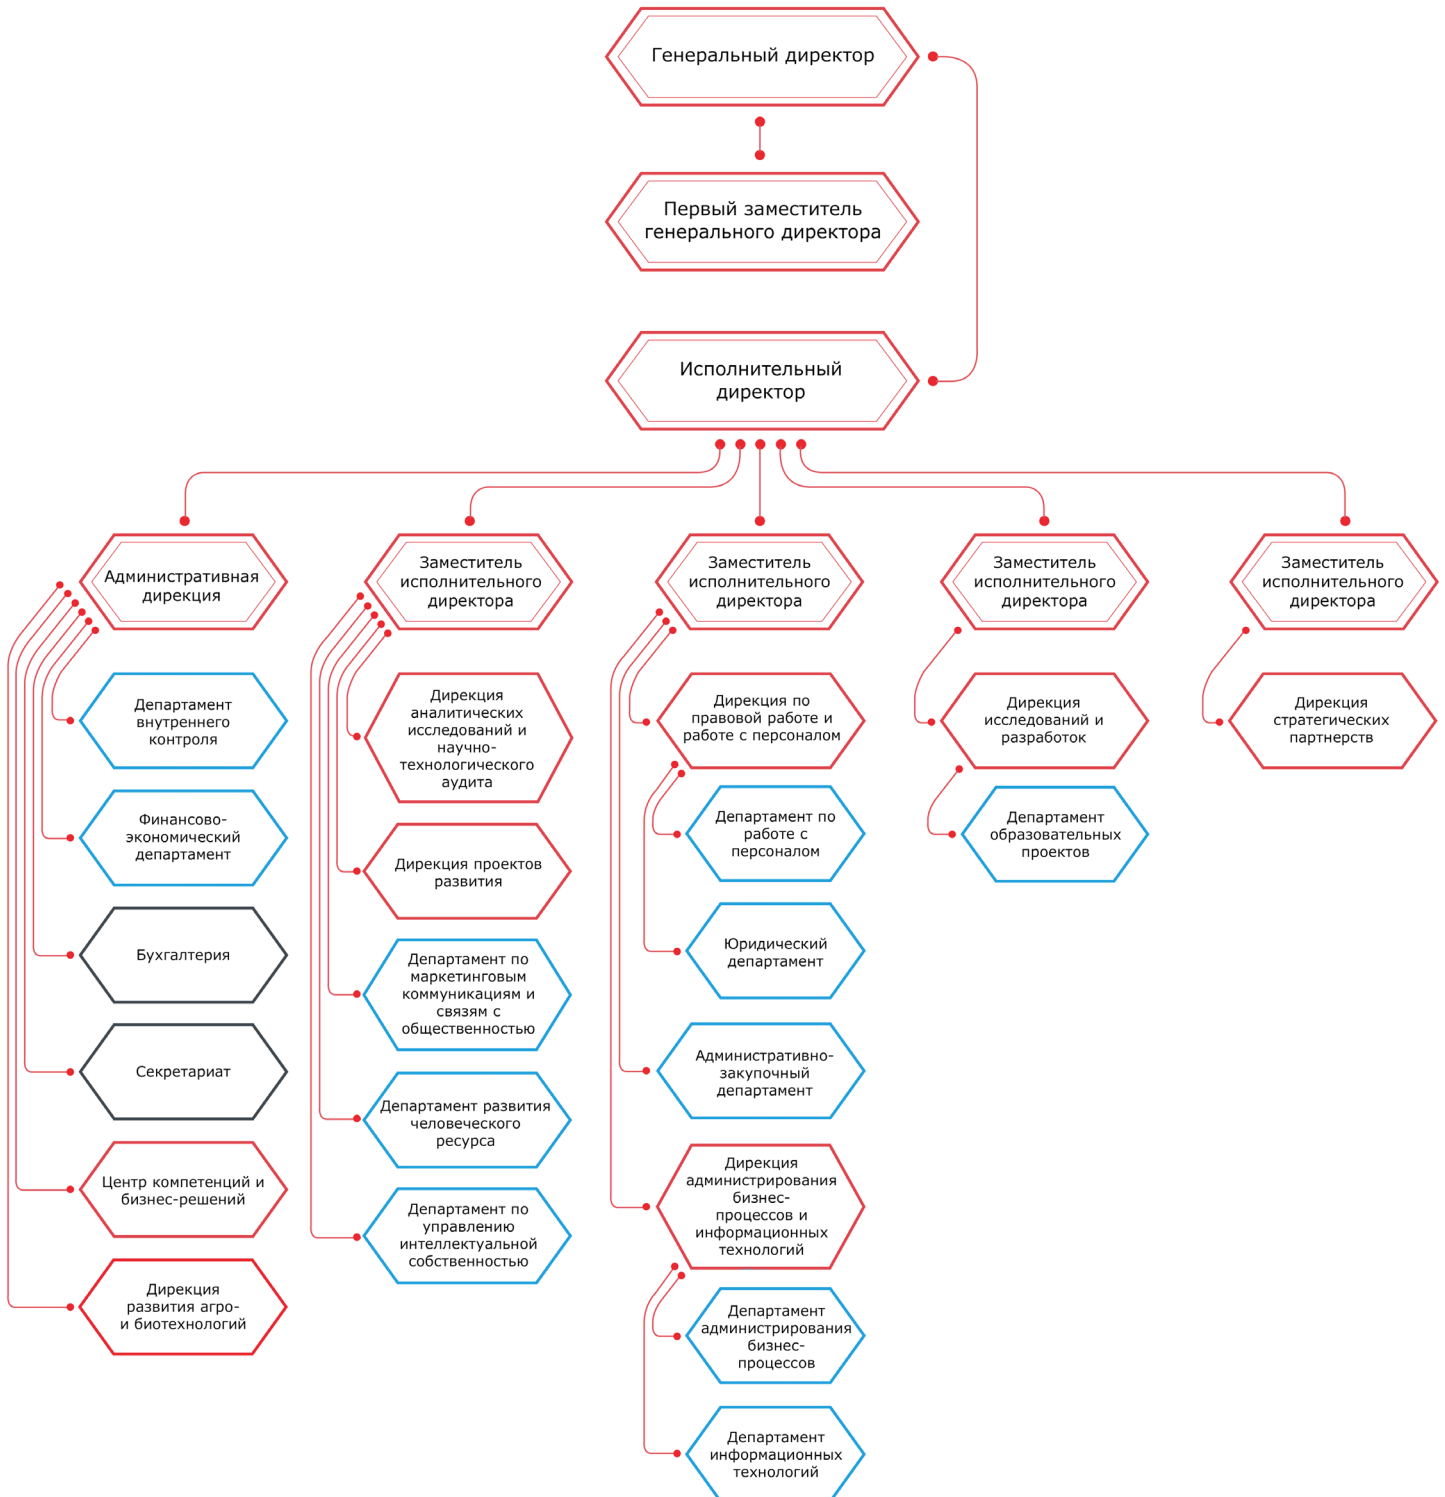 Генеральный директор
Первый заместитель
генерального директора
Исполнительный
директор
Административная
дирекция
Департамент
внутреннего
контроля
Финансово-
экономический
департамент
Бухгалтерия
Секретариат
Центр компетенций и
бизнес-решений
Дирекция
развития агро-
и биотехнологий
Заместитель
исполнительного
директора
Дирекция
аналитических
исследований и
научно-
технологического
аудита
Дирекция проектов
развития
Департамент по
маркетинговым
коммуникациям и
связям с
общественностью
Департамент развития
человеческого
ресурса
Департамент по
управлению
интеллектуальной
собственностью
Заместитель
исполнительного
директора
Дирекция по
правовой работе и
работе с персоналом
Департамент по
работе с
персоналом
Юридический
департамент
Административно-
закупочный
департамент
Дирекция
администрирования
бизнес-
процессов и
информационных
технологий
Департамент
администрирования
бизнес-
процессов
Департамент
информационных
технологий
Заместитель
исполнительного
директора
Дирекция
исследований и
разработок
Департамент
образовательных
проектов
Заместитель
исполнительного
директора
Дирекция
стратегических
партнерств